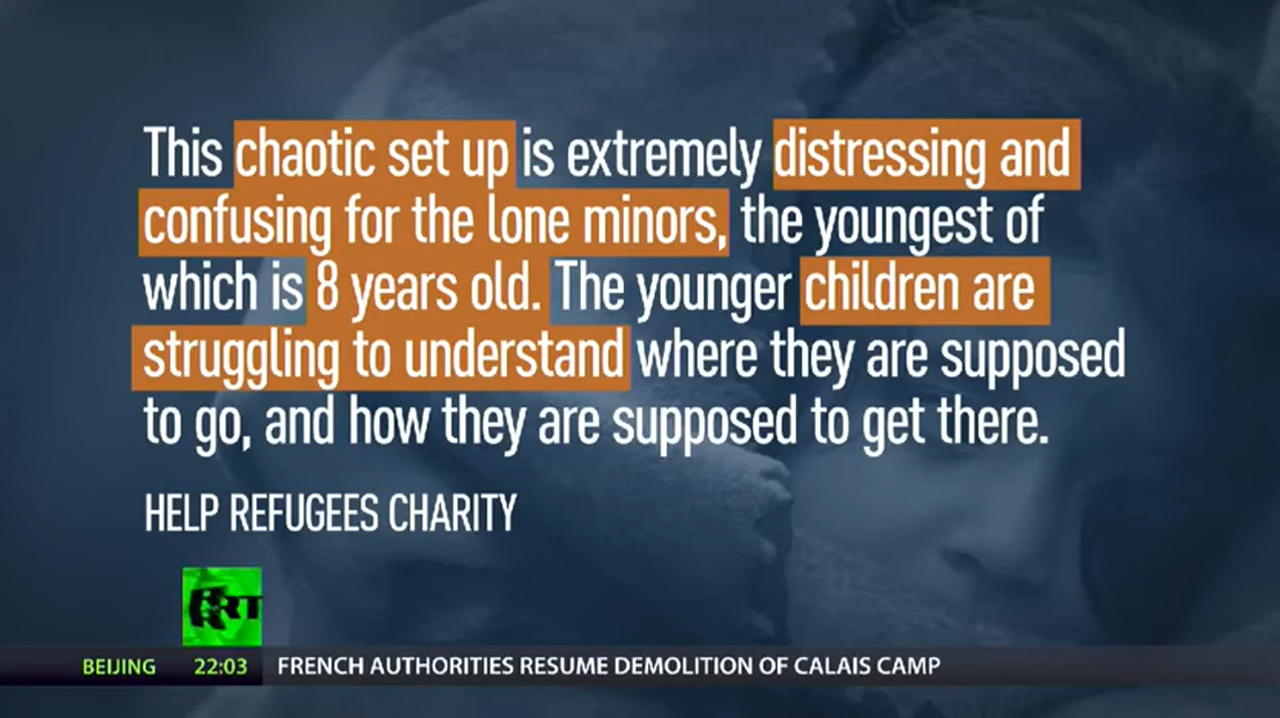 This chaotic set up is extremely distressing and
confusing for the lone minors, the youngest of
which is 8 years old. The younger children are
struggling to understand where they are supposed
to go, and how they are supposed to get there.
HELP REFUGEES CHARITY
RT
BEIJING 22:03 FRENCH AUTHORITIES RESUME DEMOLITION OF CALAIS CAMP